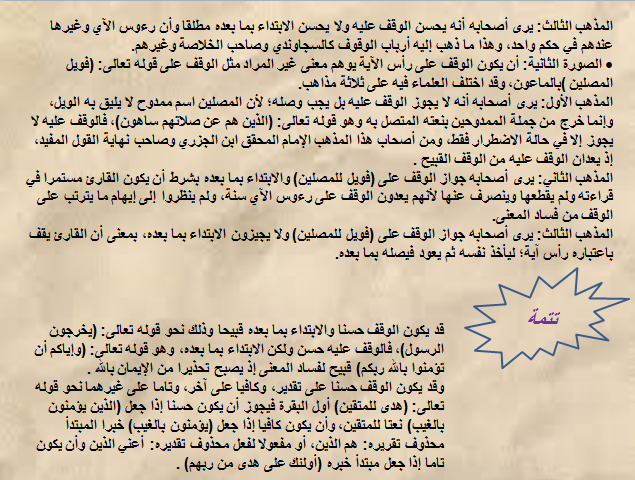 المذهب الثالث: يرى أصحابه أنه يحسن الوقف عليه ولا يحسن الابتداء بما بعده مطلقا وأن رءوس الآي وغيرها
عندهم في حكم واحد، وهذا ما ذهب إليه أرباب الوقوف كالسجاوندي وصاحب الخلاصة وغيرهم.
• الصورة الثانية: أن يكون الوقف على رأس الآية يوهم معنى غير المراد مثل الوقف على قوله تعالى: (فويل
المصلين )بالماعون، وقد اختلف العلماء فيه على ثلاثة مذاهب.
المذهب الأول: يرى أصحابه أنه لا يجوز الوقف عليه بل يجب وصله؛ لأن المصلين اسم ممدوح لا يليق به الويل،
وإنما خرج من جملة الممدوحين بنعته المتصل به وهو قوله تعالى: (الذين هم عن صلاتهم ساهون)، فالوقف عليه لا
يجوز إلا في حالة الاضطرار فقط، ومن أصحاب هذا المذهب الإمام المحقق ابن الجزري وصاحب نهاية القول المفيد،
إذ يعدان الوقف عليه من الوقف القبيح .
المذهب الثاني: يرى أصحابه جواز الوقف على (فويل للمصلين) والابتداء بما بعده بشرط أن يكون القارئ مستمرا في
قراءته ولم يقطعها وينصرف عنها لأنهم يعدون الوقف على رءوس الآي سنة، ولم ينظروا إلى إيهام ما يترتب على
الوقف من فساد المعنى.
المذهب الثالث: يرى أصحابه جواز الوقف على (فويل للمصلين) ولا يجيزون الابتداء بما بعده، بمعنى أن القارئ يقف
باعتباره رأس آية؛ ليأخذ نفسه ثم يعود فيصله بما بعده.
تتمة
قد يكون الوقف حسنا والابتداء بما بعده قبيحا وذلك نحو قوله تعالى: (يخرجون
الرسول)، فالوقف عليه حسن ولكن الابتداء بما بعده، وهو قوله تعالى: (وإياكم أن
تؤمنوا بالله ربكم) قبيح لفساد المعنى إذ يصبح تحذيرا من الإيمان بالله .
وقد يكون الوقف حسنا على تقدير، وكافيا على آخر، وتاما على غيرهما نحو قوله
تعالى: (هدى للمتقين) أول البقرة فيجوز أن يكون حسنا إذا جعل (الذين يؤمنون
بالغيب) نعتا للمتقين، وأن يكون كافيا إذا جعل (يؤمنون بالغيب) خبرا المبتدأ
محذوف تقريره: هم الذين، أو مفعولا لفعل محذوف تقديره: أعني الذين وأن يكون
تاما إذا جعل مبتدأ خبره (أولئك على هدى من ربهم) .